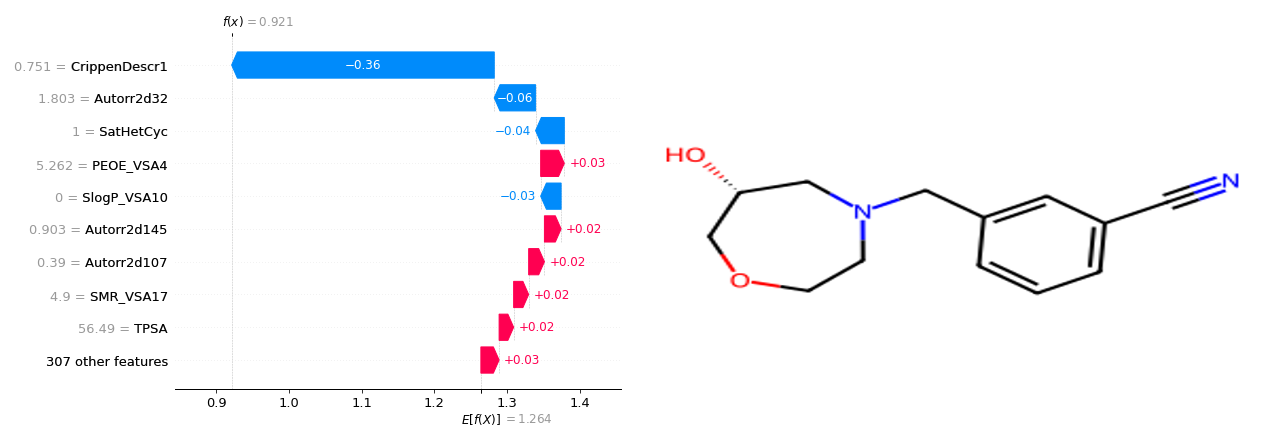 f(x) = 0.921
0.751 = CrippenDescr1
−0.36
1.803 = Autorr2d32
−0.06
1 = SatHetCyc
−0.04
5.262 = PEOE_VSA4
+0.03
0 = SlogP_VSA10
−0.03
0.903 = Autorr2d145
+0.02
0.39 = Autorr2d107
+0.02
4.9 = SMR_VSA17
+0.02
56.49 = TPSA
+0.02
307 other features
+0.03
0.9 1.0 1.1 1.2 1.3 1.4
E[f(X)] = 1.264
HO
N
O
N